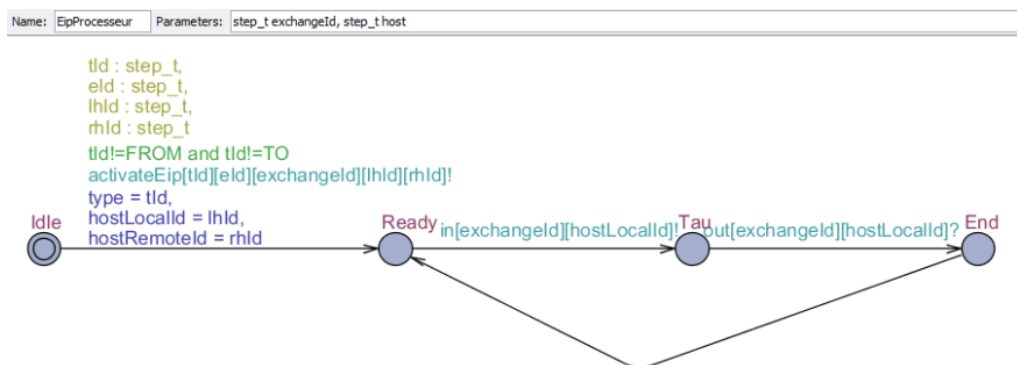 Name: EipProcesseur Parameters: step_t exchangeId, step_t host
tId : step_t,
eId : step_t,
lhId : step_t,
rhId : step_t
tId!=FROM and tId!=TO
activateEip[tId][eId][exchangeId][lhId][rhId]!
type = tId,
hostLocalId = lhId,
hostRemoteId = rhId
Idle
Ready
in[exchangeId][hostLocalId]!
Tau
out[exchangeId][hostLocalId]?
End